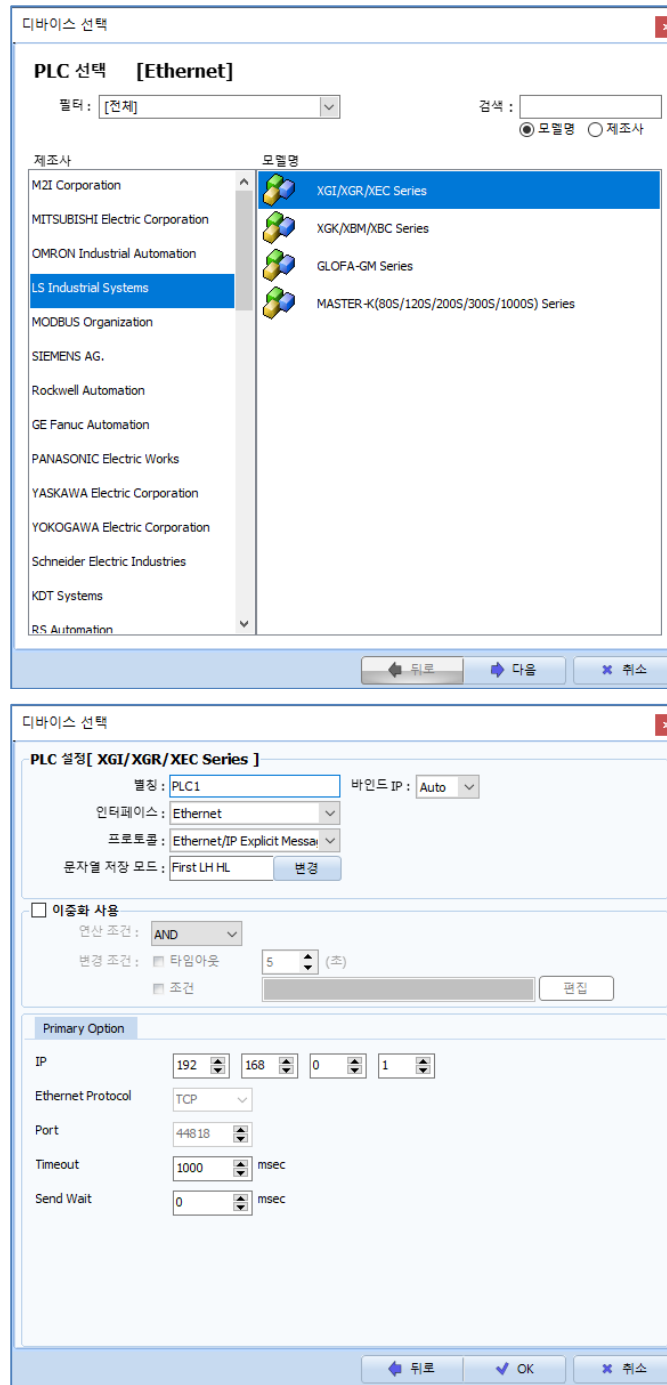 디바이스 선택
PLC 선택 [Ethernet]
필터 : [전체] 검색 :
모델명 제조사
제조사 모델명
M2I Corporation
MITSUBISHI Electric Corporation
OMRON Industrial Automation
LS Industrial Systems
MODBUS Organization
SIEMENS AG.
Rockwell Automation
GE Fanuc Automation
PANASONIC Electric Works
YASKAWA Electric Corporation
YOKOGAWA Electric Corporation
Schneider Electric Industries
KDT Systems
RS Automation
XGI/XGR/XEC Series
XGK/XBM/XBC Series
GLOFA-GM Series
MASTER-K(80S/120S/200S/300S/1000S) Series
뒤로 다음 취소
디바이스 선택
PLC 설정[ XGI/XGR/XEC Series ]
별칭 : PLC1 바인드 IP : Auto
인터페이스 : Ethernet
프로토콜 : Ethernet/IP Explicit Messa
문자열 저장 모드 : First LH HL 변경
이중화 사용
연산 조건 : AND
변경 조건 : 타임아웃 5 (초)
조건 편집
Primary Option
IP 192 168 0 1
Ethernet Protocol TCP
Port 44818
Timeout 1000 msec
Send Wait 0 msec
뒤로 OK 취소